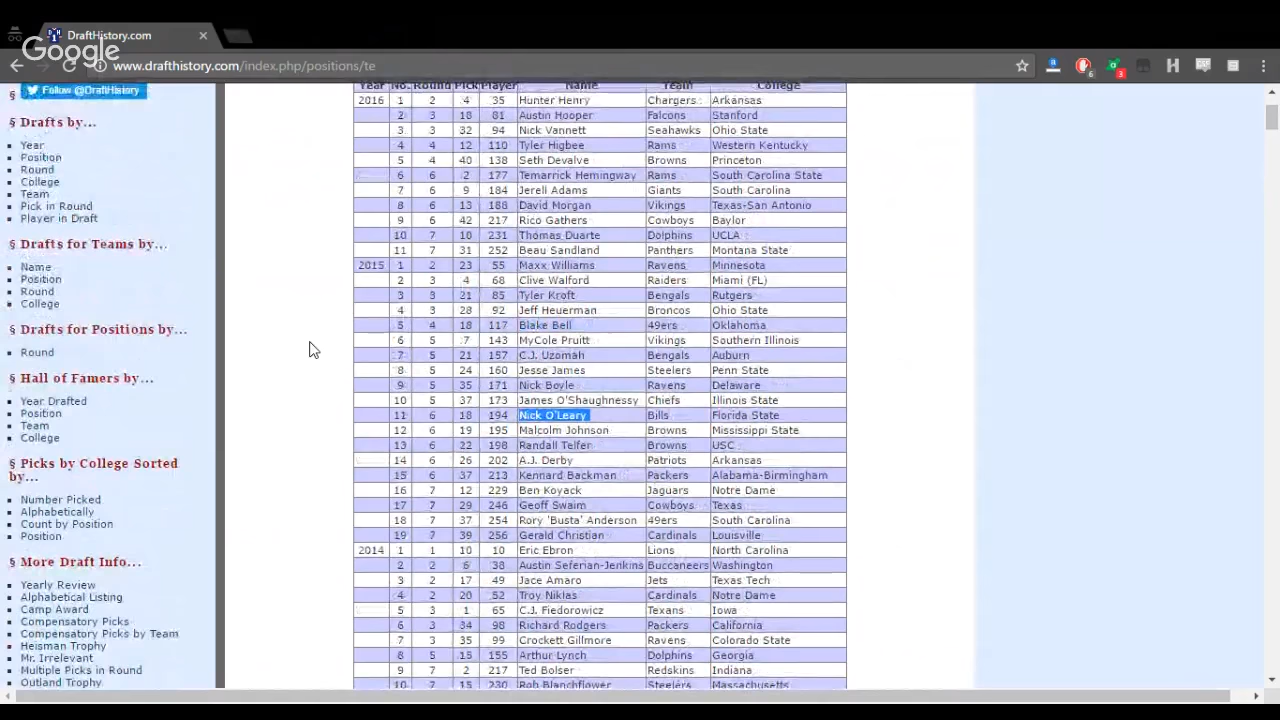 DraftHistory.com
Google
www.drafthistory.com/index.php/positions/te
6
3
Follow @DraftHistory
§
§ Drafts by...
Year
Position
Round
College
Team
Pick in Round
Player in Draft
§ Drafts for Teams by...
Name
Position
Round
College
§ Drafts for Positions by...
Round
§ Hall of Famers by...
Year Drafted
Position
Team
College
§ Picks by College Sorted
by...
Number Picked
Alphabetically
Count by Position
Position
§ More Draft Info...
Yearly Review
Alphabetical Listing
Camp Award
Compensatory Picks
Compensatory Picks by Team
Heisman Trophy
Mr. Irrelevant
Multiple Picks in Round
Outland Trophy
Year No. Round Pick Player Name Team College
2016 1 2 4 35 Hunter Henry Chargers Arkansas
2 3 18 81 Austin Hooper Falcons Stanford
3 3 32 94 Nick Vannett Seahawks Ohio State
4 4 12 110 Tyler Higbee Rams Western Kentucky
5 4 40 138 Seth Devalve Browns Princeton
6 6 2 177 Temarrick Hemingway Rams South Carolina State
7 6 9 184 Jerell Adams Giants South Carolina
8 6 13 188 David Morgan Vikings Texas-San Antonio
9 6 42 217 Rico Gathers Cowboys Baylor
10 7 10 231 Thomas Duarte Dolphins UCLA
11 7 31 252 Beau Sandland Panthers Montana State
2015 1 2 23 55 Maxx Williams Ravens Minnesota
2 3 4 68 Clive Walford Raiders Miami (FL)
3 3 21 85 Tyler Kroft Bengals Rutgers
4 3 28 92 Jeff Heuerman Broncos Ohio State
5 4 18 117 Blake Bell 49ers Oklahoma
6 5 7 143 MyCole Pruitt Vikings Southern Illinois
7 5 21 157 C.J. Uzomah Bengals Auburn
8 5 24 160 Jesse James Steelers Penn State
9 5 35 171 Nick Boyle Ravens Delaware
10 5 37 173 James O'Shaughnessy Chiefs Illinois State
11 6 18 194 Nick O'Leary Bills Florida State
12 6 19 195 Malcolm Johnson Browns Mississippi State
13 6 22 198 Randall Telfer Browns USC
14 6 26 202 A.J. Derby Patriots Arkansas
15 6 37 213 Kennard Backman Packers Alabama-Birmingham
16 7 12 229 Ben Koyack Jaguars Notre Dame
17 7 29 246 Geoff Swaim Cowboys Texas
18 7 37 254 Rory 'Busta' Anderson 49ers South Carolina
19 7 39 256 Gerald Christian Cardinals Louisville
2014 1 1 10 10 Eric Ebron Lions North Carolina
2 2 6 38 Austin Seferian-Jenkins Buccaneers Washington
3 2 17 49 Jace Amaro Jets Texas Tech
4 2 20 52 Troy Niklas Cardinals Notre Dame
5 3 1 65 C.J. Fiedorowicz Texans Iowa
6 3 34 98 Richard Rodgers Packers California
7 3 35 99 Crockett Gillmore Ravens Colorado State
8 5 15 155 Arthur Lynch Dolphins Georgia
9 7 2 217 Ted Bolser Redskins Indiana
10 7 15 230 Rob Blanchflower Steelers Massachusetts